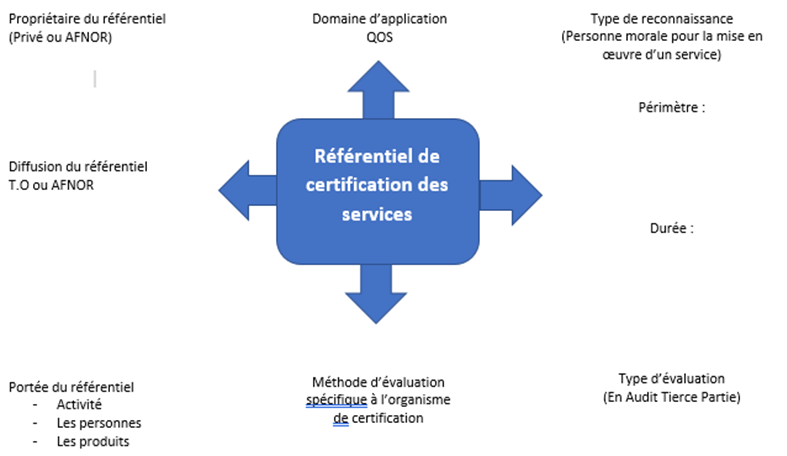 Propriétaire du référentiel
(Privé ou AFNOR)
Domaine d’application
QOS
Type de reconnaissance
(Personne morale pour la mise en
œuvre d’un service)
Périmètre :
Diffusion du référentiel
T.O ou AFNOR
Référentiel de
certification des
services
Durée :
Portée du référentiel
- Activité
- Les personnes
- Les produits
Méthode d’évaluation
spécifique à l’organisme
de certification
Type d’évaluation
(En Audit Tierce Partie)